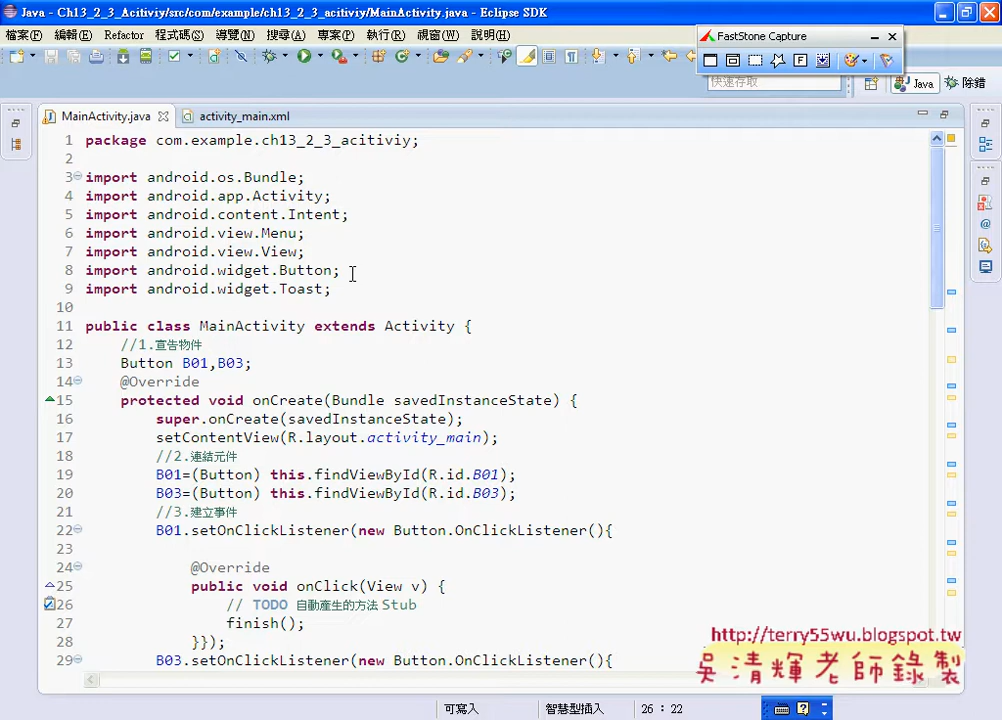 Java - Ch13_2_3_Acitiviy/src/com/example/ch13_2_3_acitiviy/MainActivity.java - Eclipse SDK
檔案(F) 編輯(E) Refactor 程式碼(S) 導覽(N) 搜尋(A) 專案(P) 執行(R) 視窗(W) 說明(H)
FastStone Capture
快速存取
Java
除錯
MainActivity.java
activity_main.xml
1 package com.example.ch13_2_3_acitiviy;
2
3 import android.os.Bundle;
4 import android.app.Activity;
5 import android.content.Intent;
6 import android.view.Menu;
7 import android.view.View;
8 import android.widget.Button;
9 import android.widget.Toast;
10
11 public class MainActivity extends Activity {
12 //1.宣告物件
13 Button B01,B03;
14 @Override
15 protected void onCreate(Bundle savedInstanceState) {
16 super.onCreate(savedInstanceState);
17 setContentView(R.layout.activity_main);
18 //2.連結元件
19 B01=(Button) this.findViewById(R.id.B01);
20 B03=(Button) this.findViewById(R.id.B03);
21 //3.建立事件
22 B01.setOnClickListener(new Button.OnClickListener(){
23
24 @Override
25 public void onClick(View v) {
26 // TODO 自動產生的方法 Stub
27 finish();
28 }});
29 B03.setOnClickListener(new Button.OnClickListener(){
http://terry55wu.blogspot.tw
吳清輝老師錄製
可寫入
智慧型插入
26 : 22